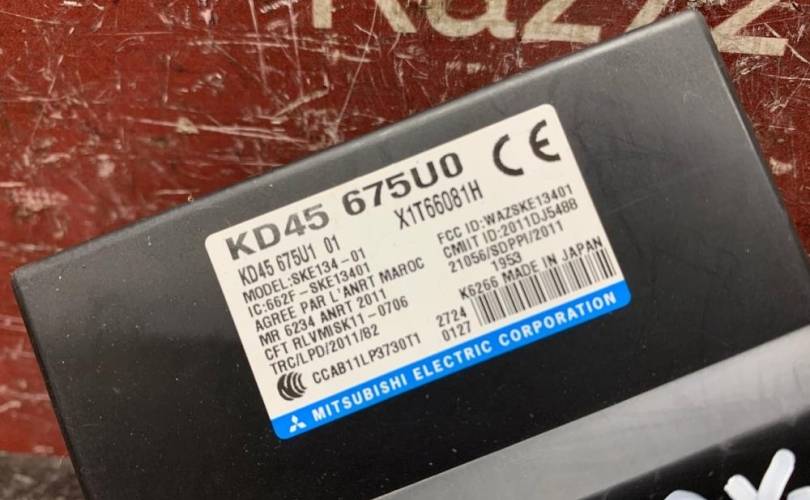 KD45 675U0
CE
KD45 675U1 01
X1T66081H
MODEL:SKE134-01
FCC ID:WAZSKE13401
IC:662F-SKE13401
CMIIT ID:2011DJ5488
AGREE PAR L'ANRT MAROC
21056/SDPPI/2011
MR 6234 ANRT 2011
1953
CFT RLVMISK11-0706
K6266 MADE IN JAPAN
TRC/LPD/2011/82
2724
0127
CCAB11LP3730T1
MITSUBISHI ELECTRIC CORPORATION